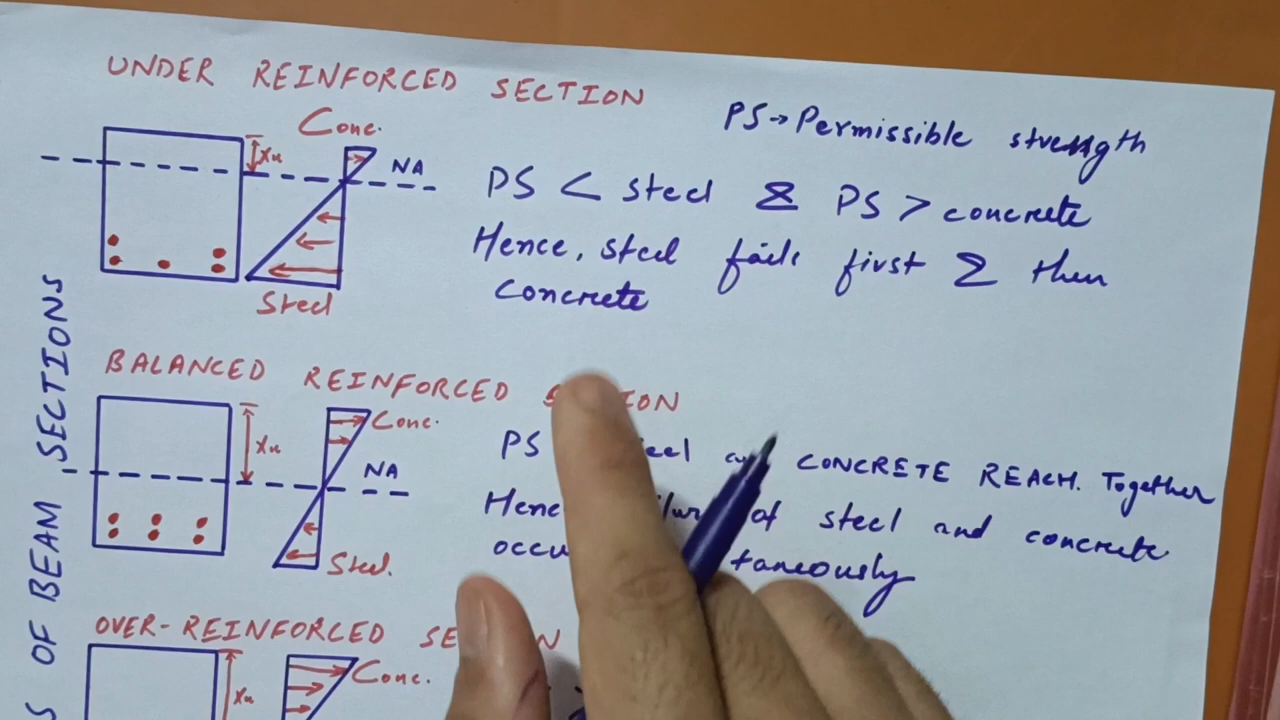 UNDER REINFORCED SECTION
PS→Permissible strength
Conc.
Xu
NA
PS < steel & PS > concrete
Hence, steel fails first & then
concrete
Steel
BALANCED REINFORCED
Xu
Conc.
NA
PS CONCRETE REACH. Together
of steel and concrete
Steel.
OF BEAM ,SECTIONS
OVER-REINFORCED
Xu
Conc.